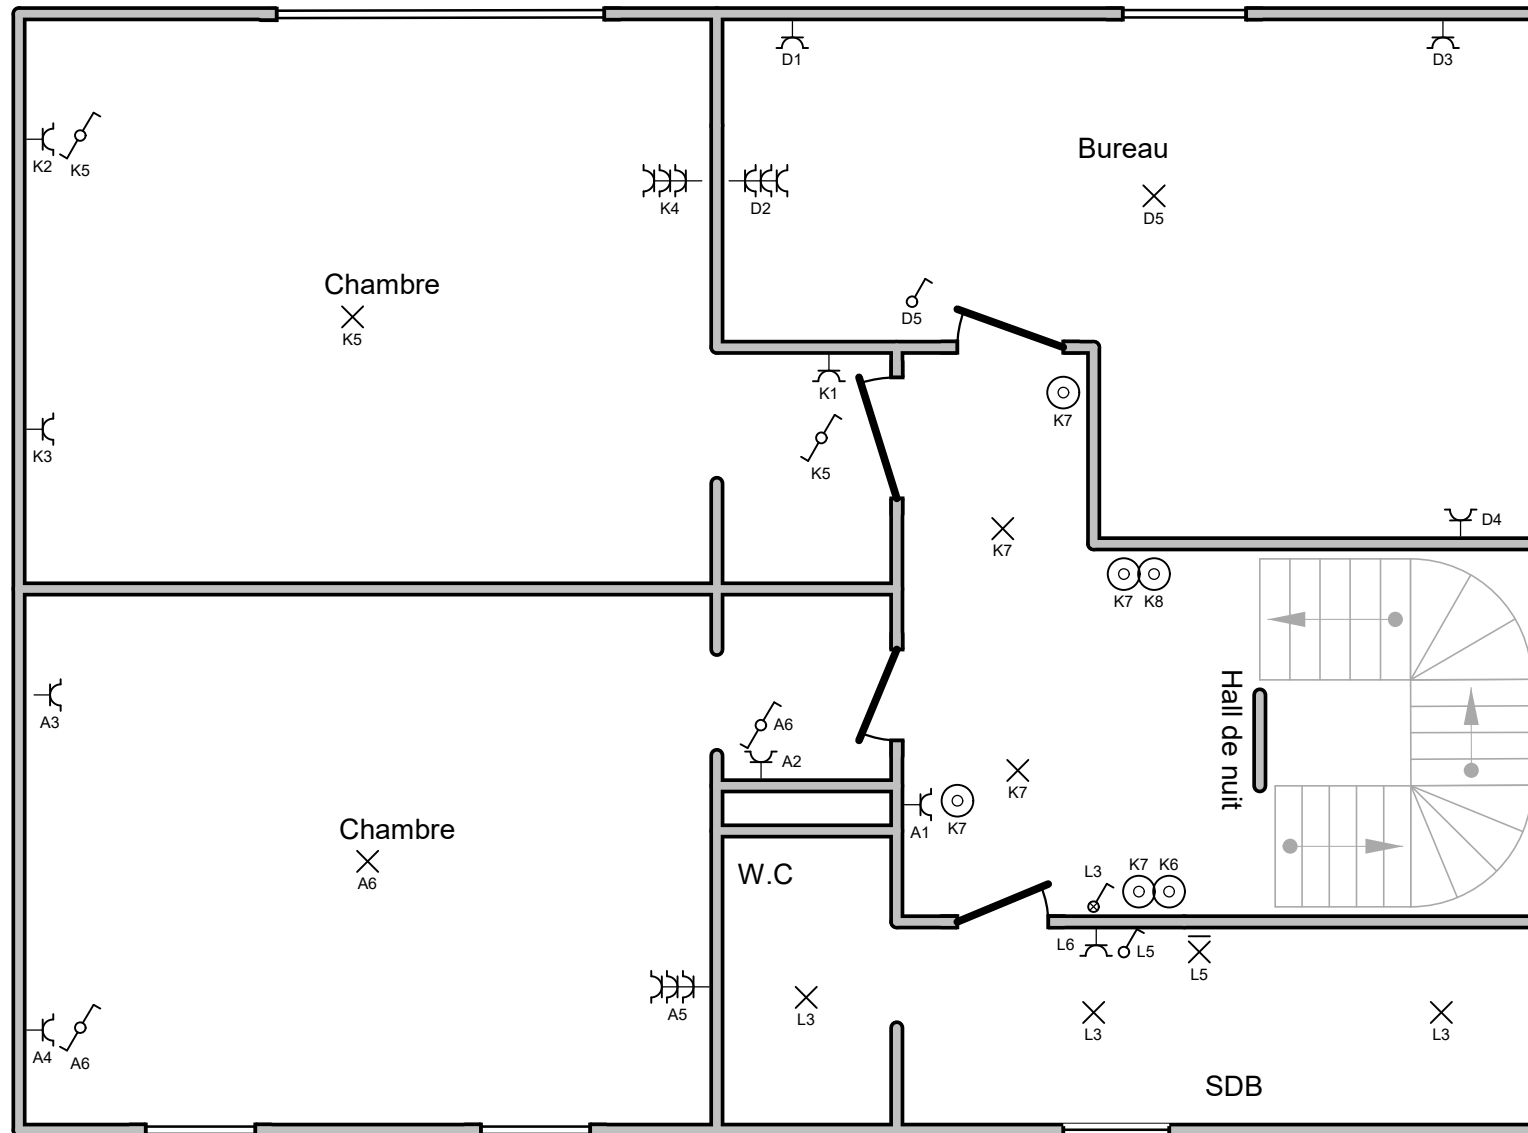 D1
D3
K2
K5
K4
D2
Bureau
D5
Chambre
K5
D5
K1
K7
K3
K5
K7
D4
K7
K8
A3
A6
A2
Hall de nuit
K7
A1
K7
Chambre
A6
W.C
L3
K7
K6
L6
L5
L5
A5
L3
L3
L3
A4
A6
SDB